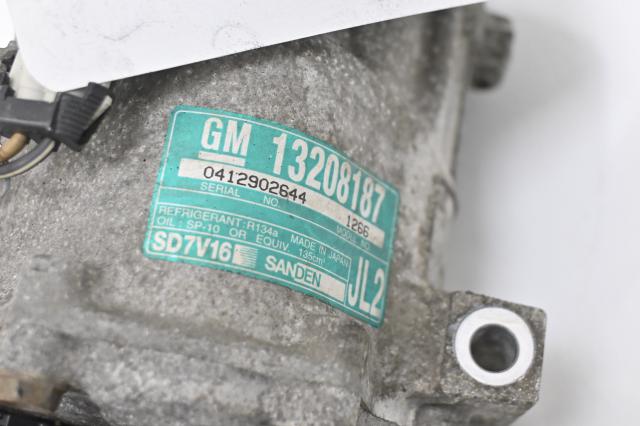 GM 13208187
0412902644 1266
SERIAL NO. MODEL NO.
REFRIGERANT:R134a MADE IN JAPAN
OIL: SP-10 OR EQUIV. 135cm³
SD7V16 SANDEN JL2